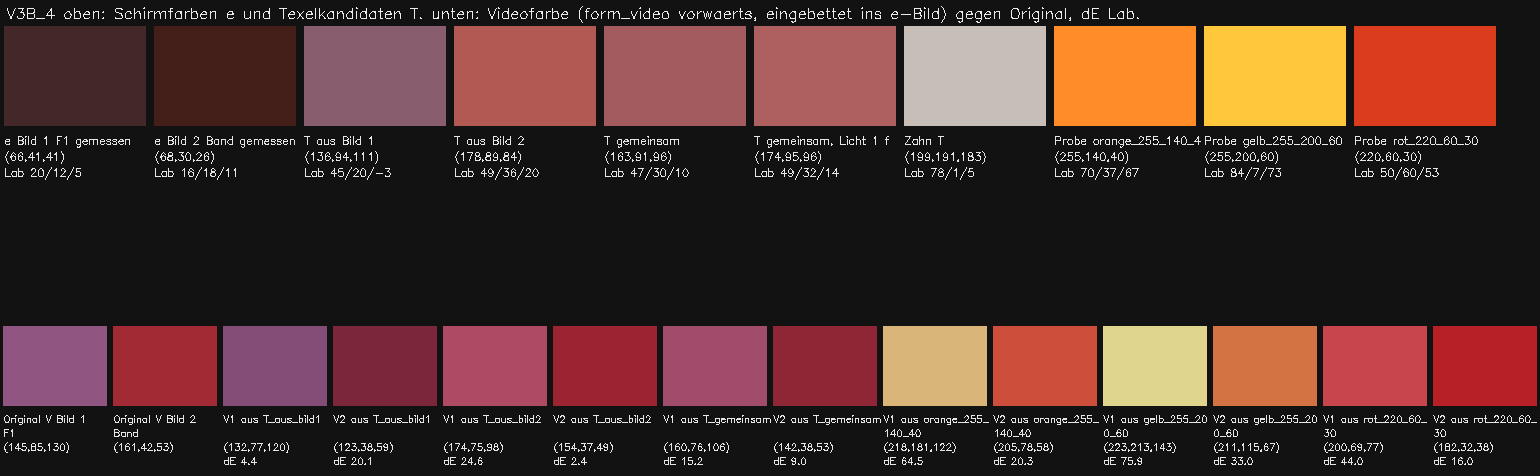 V3B_4 oben: Schirmfarben e und Texelkandidaten T. unten: Videofarbe (form_video vorwaerts, eingebettet ins e-Bild) gegen Original, dE Lab.
e Bild 1 F1 gemessen
(66,41,41)
Lab 20/12/5
e Bild 2 Band gemessen
(68,30,26)
Lab 16/18/11
T aus Bild 1
(136,94,111)
Lab 45/20/-3
T aus Bild 2
(178,89,84)
Lab 49/36/20
T gemeinsam
(163,91,96)
Lab 47/30/10
T gemeinsam, Licht 1 f
(174,95,96)
Lab 49/32/14
Zahn T
(199,191,183)
Lab 78/1/5
Probe orange_255_140_4
(255,140,40)
Lab 70/37/67
Probe gelb_255_200_60
(255,200,60)
Lab 84/7/73
Probe rot_220_60_30
(220,60,30)
Lab 50/60/53
Original V Bild 1
F1
(145,85,130)
Original V Bild 2
Band
(161,42,53)
V1 aus T_aus_bild1
(132,77,120)
dE 4.4
V2 aus T_aus_bild1
(123,38,59)
dE 20.1
V1 aus T_aus_bild2
(174,75,98)
dE 24.6
V2 aus T_aus_bild2
(154,37,49)
dE 2.4
V1 aus T_gemeinsam
(160,76,106)
dE 15.2
V2 aus T_gemeinsam
(142,38,53)
dE 9.0
V1 aus orange_255_
140_40
(218,181,122)
dE 64.5
V2 aus orange_255_
140_40
(205,78,58)
dE 20.3
V1 aus gelb_255_20
0_60
(223,213,143)
dE 75.9
V2 aus gelb_255_20
0_60
(211,115,67)
dE 33.0
V1 aus rot_220_60_
30
(200,69,77)
dE 44.0
V2 aus rot_220_60_
30
(182,32,38)
dE 16.0